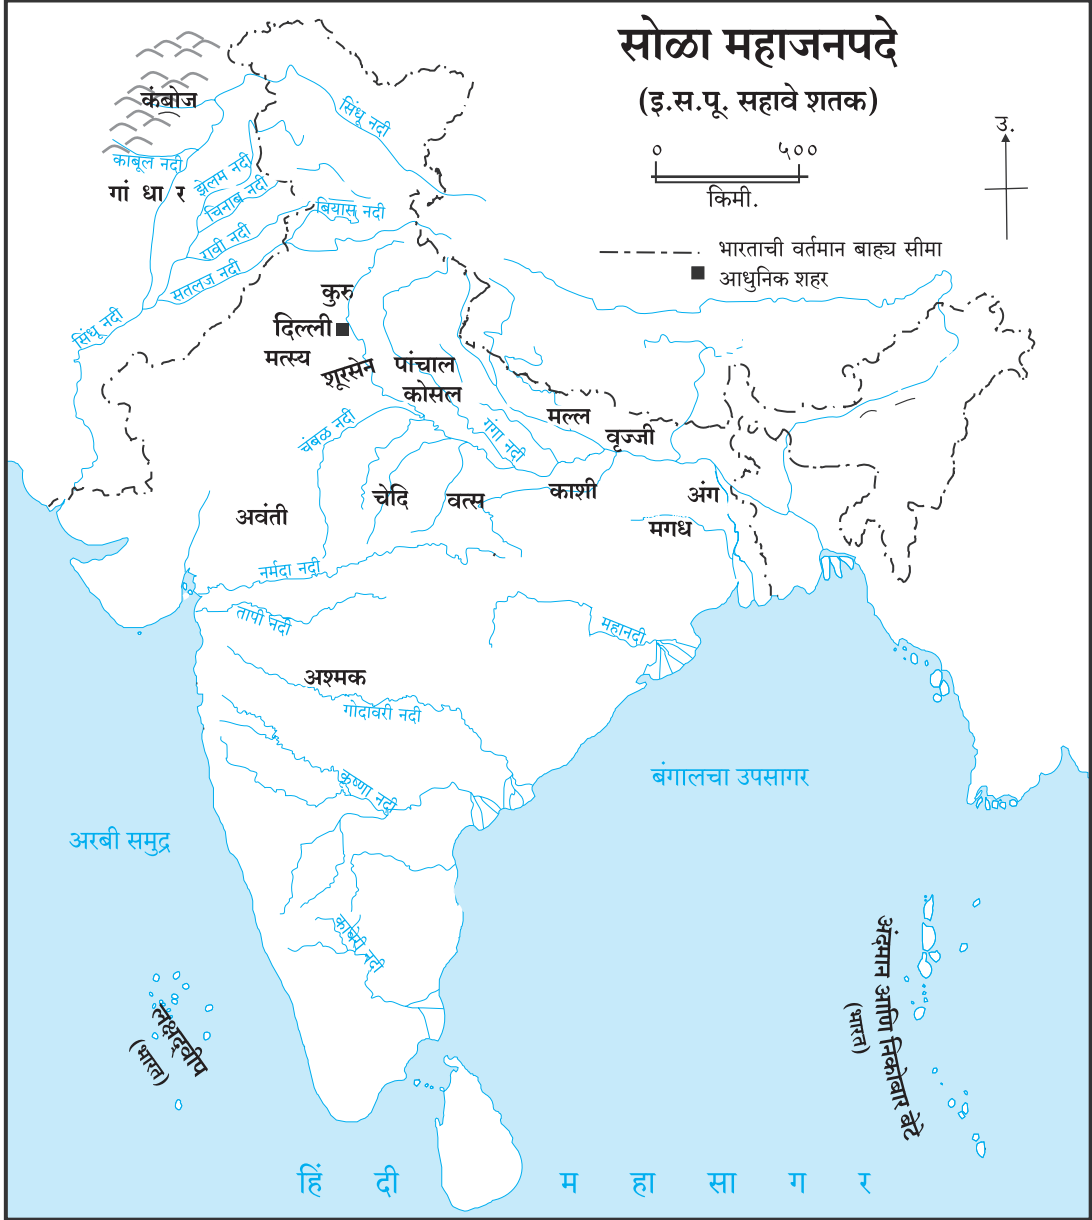 सोळा महाजनपदे
(इ.स.पू. सहावे शतक)
० ५००
किमी.
उ.
भारताची वर्तमान बाह्य सीमा
आधुनिक शहर
कंबोज
सिंधू नदी
काबूल नदी
झेलम नदी
गांधार
चिनाब नदी
बियास नदी
रावी नदी
सतलज नदी
कुरु
सिंधू नदी
दिल्ली
मत्स्य
शूरसेन
पांचाल
कोसल
चंबळ नदी
गंगा नदी
मल्ल
वृज्जी
चेदि
वत्स
काशी
अंग
अवंती
मगध
नर्मदा नदी
तापी नदी
महानदी
अश्मक
गोदावरी नदी
कृष्णा नदी
बंगालचा उपसागर
अरबी समुद्र
कावेरी नदी
अंदमान आणि निकोबार बेटे
(भारत)
लक्षद्वीप
(भारत)
हिंदी महासागर